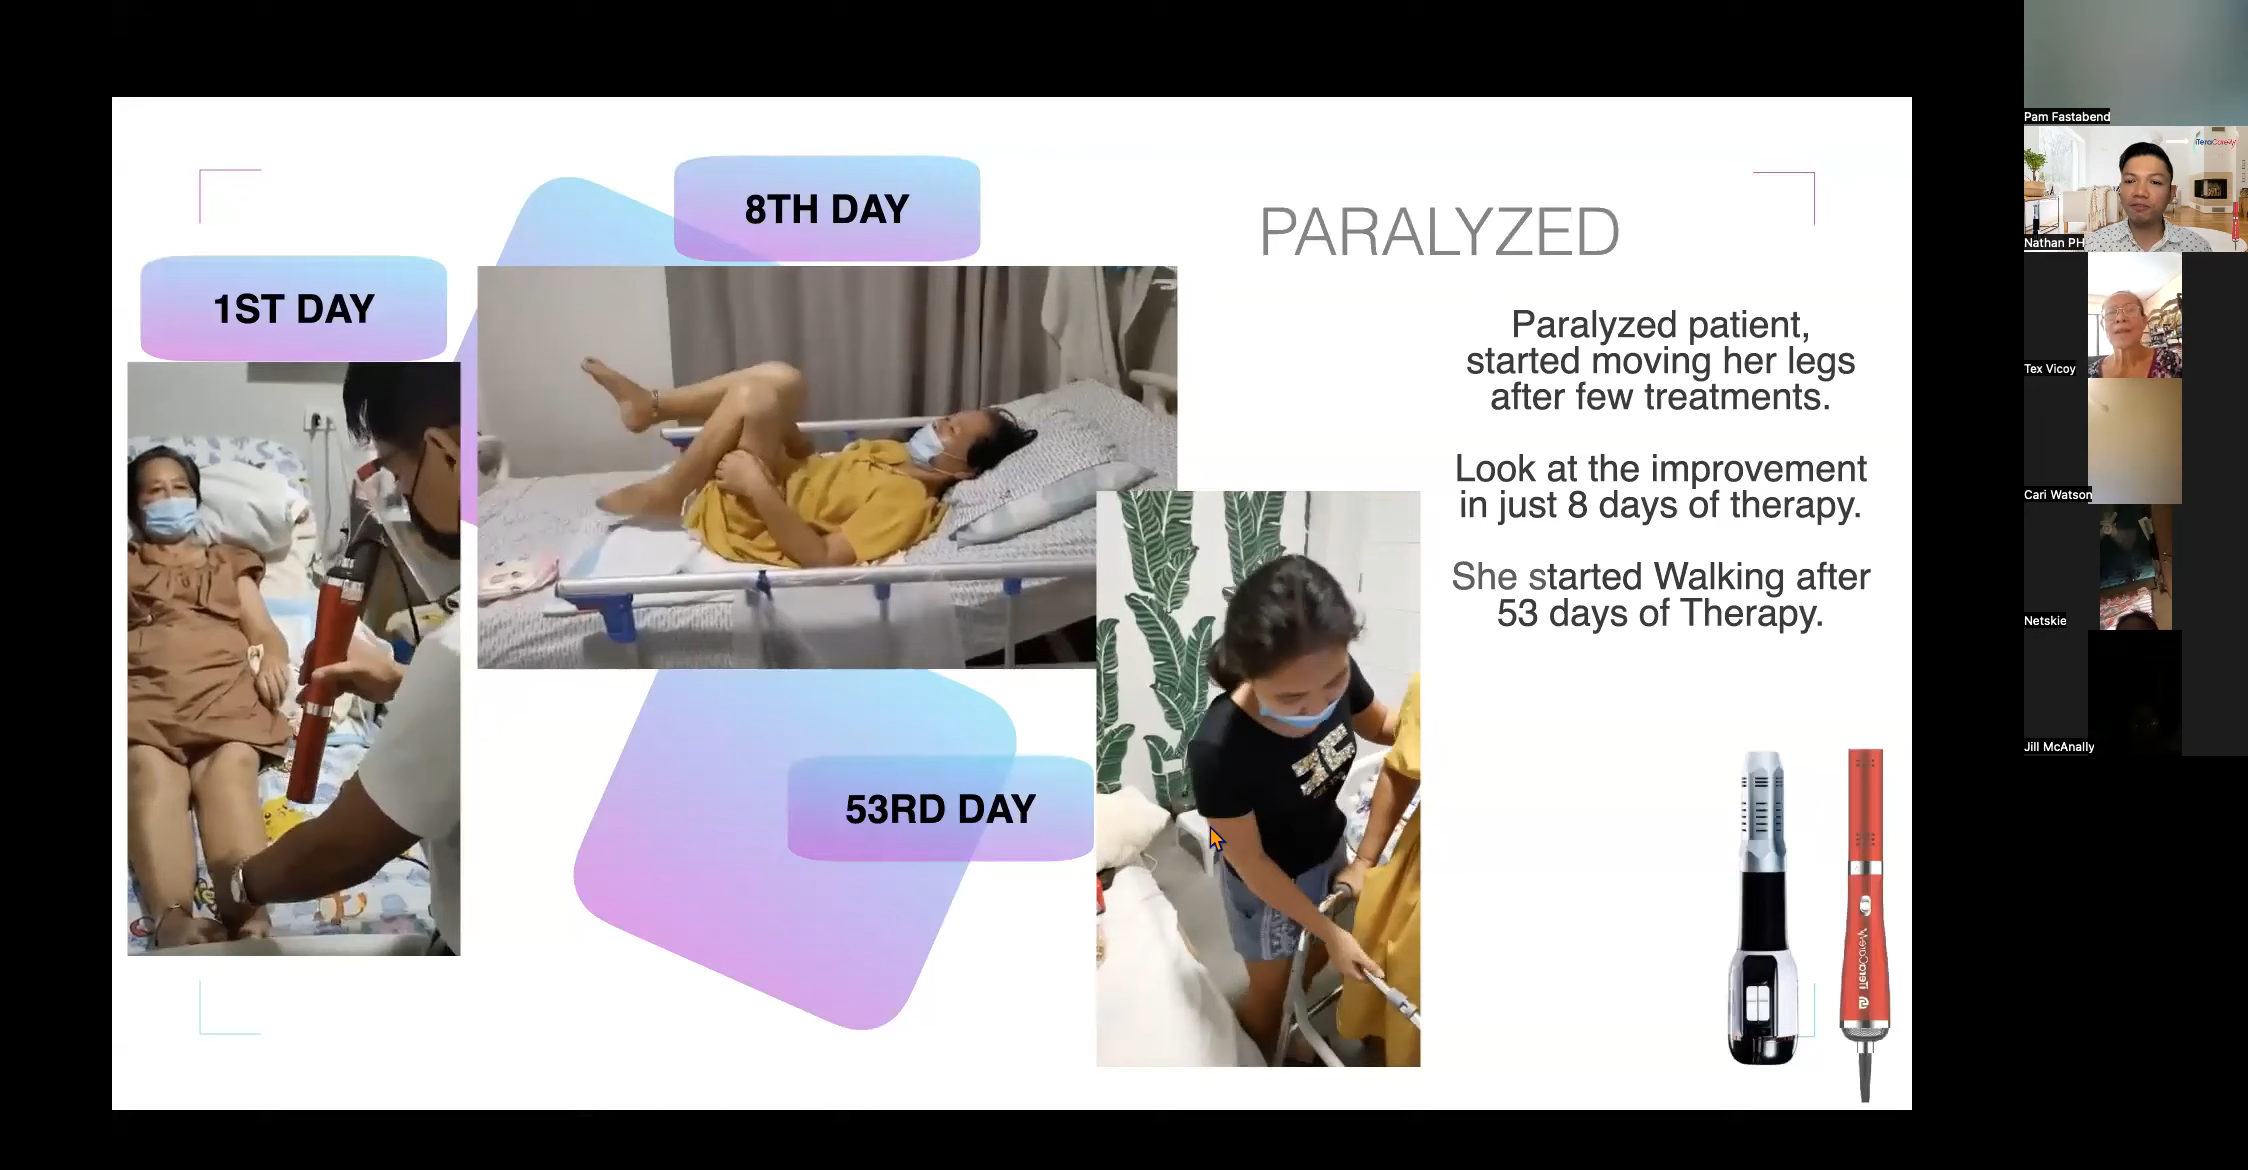 1ST DAY
8TH DAY
53RD DAY
PARALYZED
Paralyzed patient,
started moving her legs
after few treatments.
Look at the improvement
in just 8 days of therapy.
She started Walking after
53 days of Therapy.
iTeraCare
Pam Fastabend
iTeraCare
Nathan PH
Tex Vicoy
Cari Watson
Netskie
Jill McAnally